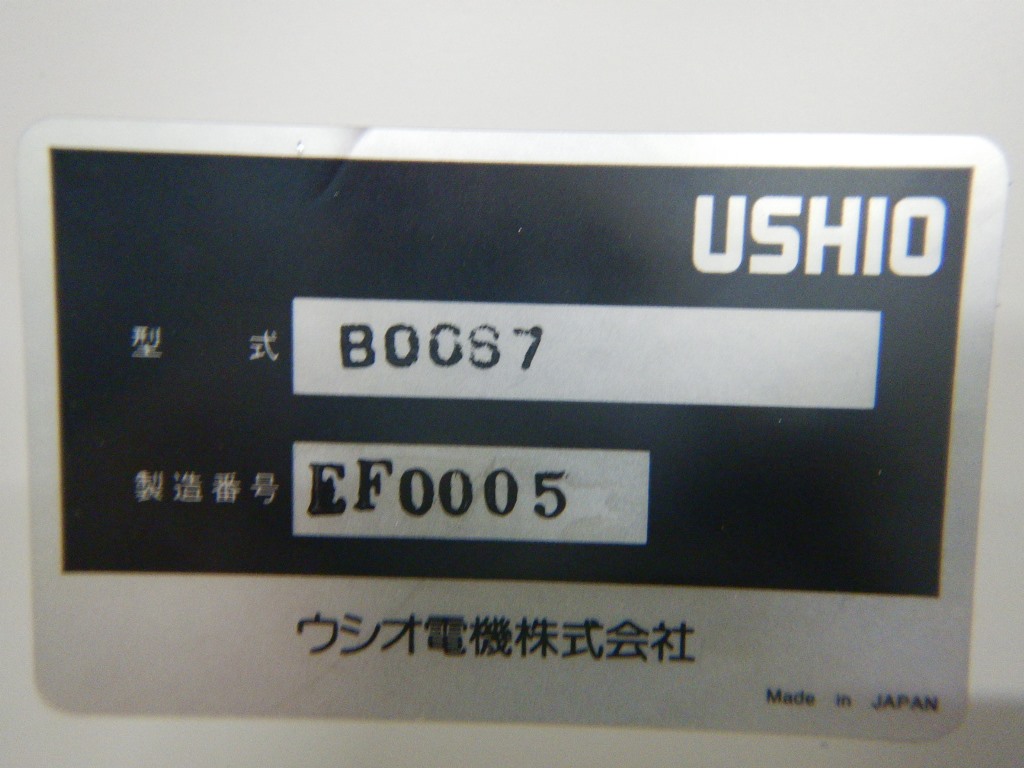 USHIO
型式 B0087
製造番号 EF0005
ウシオ電機株式会社
Made in JAPAN